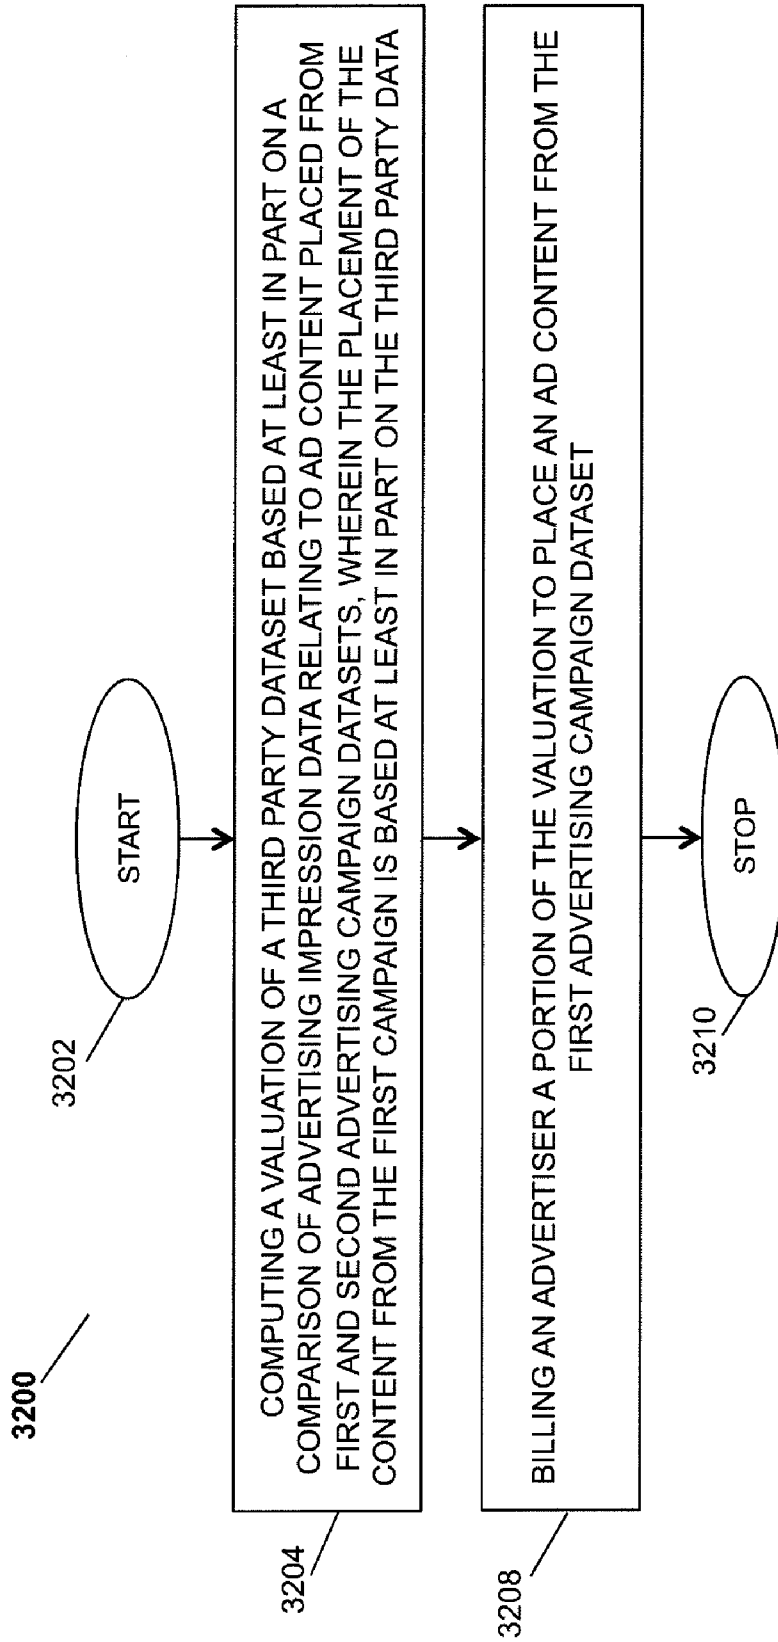 3200
3202
START
3204
COMPUTING A VALUATION OF A THIRD PARTY DATASET BASED AT LEAST IN PART ON A
COMPARISON OF ADVERTISING IMPRESSION DATA RELATING TO AD CONTENT PLACED FROM
FIRST AND SECOND ADVERTISING CAMPAIGN DATASETS, WHEREIN THE PLACEMENT OF THE
CONTENT FROM THE FIRST CAMPAIGN IS BASED AT LEAST IN PART ON THE THIRD PARTY DATA
3208
BILLING AN ADVERTISER A PORTION OF THE VALUATION TO PLACE AN AD CONTENT FROM THE
FIRST ADVERTISING CAMPAIGN DATASET
3210
STOP